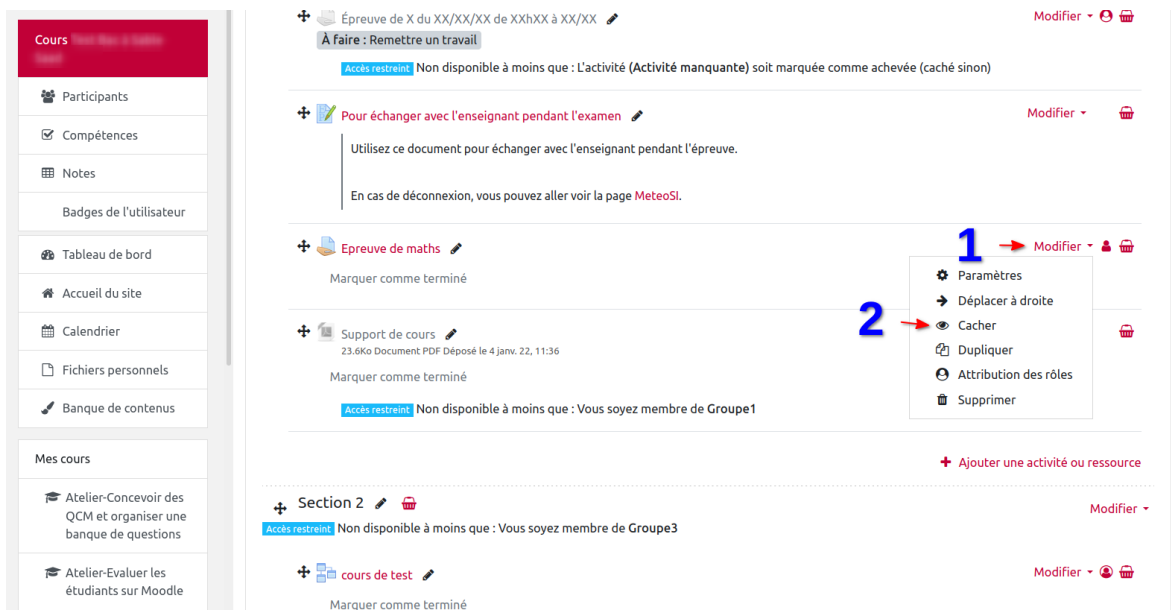 Cours
Participants
Compétences
Notes
Badges de l'utilisateur
Tableau de bord
Accueil du site
Calendrier
Fichiers personnels
Banque de contenus
Mes cours
Atelier-Concevoir des
QCM et organiser une
banque de questions
Atelier-Evaluer les
étudiants sur Moodle
Épreuve de X du XX/XX/XX de XXhXX à XX/XX
Modifier
À faire : Remettre un travail
Accès restreint Non disponible à moins que : L'activité (Activité manquante) soit marquée comme achevée (caché sinon)
Pour échanger avec l'enseignant pendant l'examen
Modifier
Utilisez ce document pour échanger avec l'enseignant pendant l'épreuve.
En cas de déconnexion, vous pouvez aller voir la page MeteoSI.
Epreuve de maths
1
Modifier
Marquer comme terminé
Paramètres
Déplacer à droite
2
Cacher
Dupliquer
Attribution des rôles
Supprimer
Support de cours
23.6Ko Document PDF Déposé le 4 janv. 22, 11:36
Marquer comme terminé
Accès restreint Non disponible à moins que : Vous soyez membre de Groupe1
Ajouter une activité ou ressource
Section 2
Modifier
Accès restreint Non disponible à moins que : Vous soyez membre de Groupe3
cours de test
Modifier
Marquer comme terminé